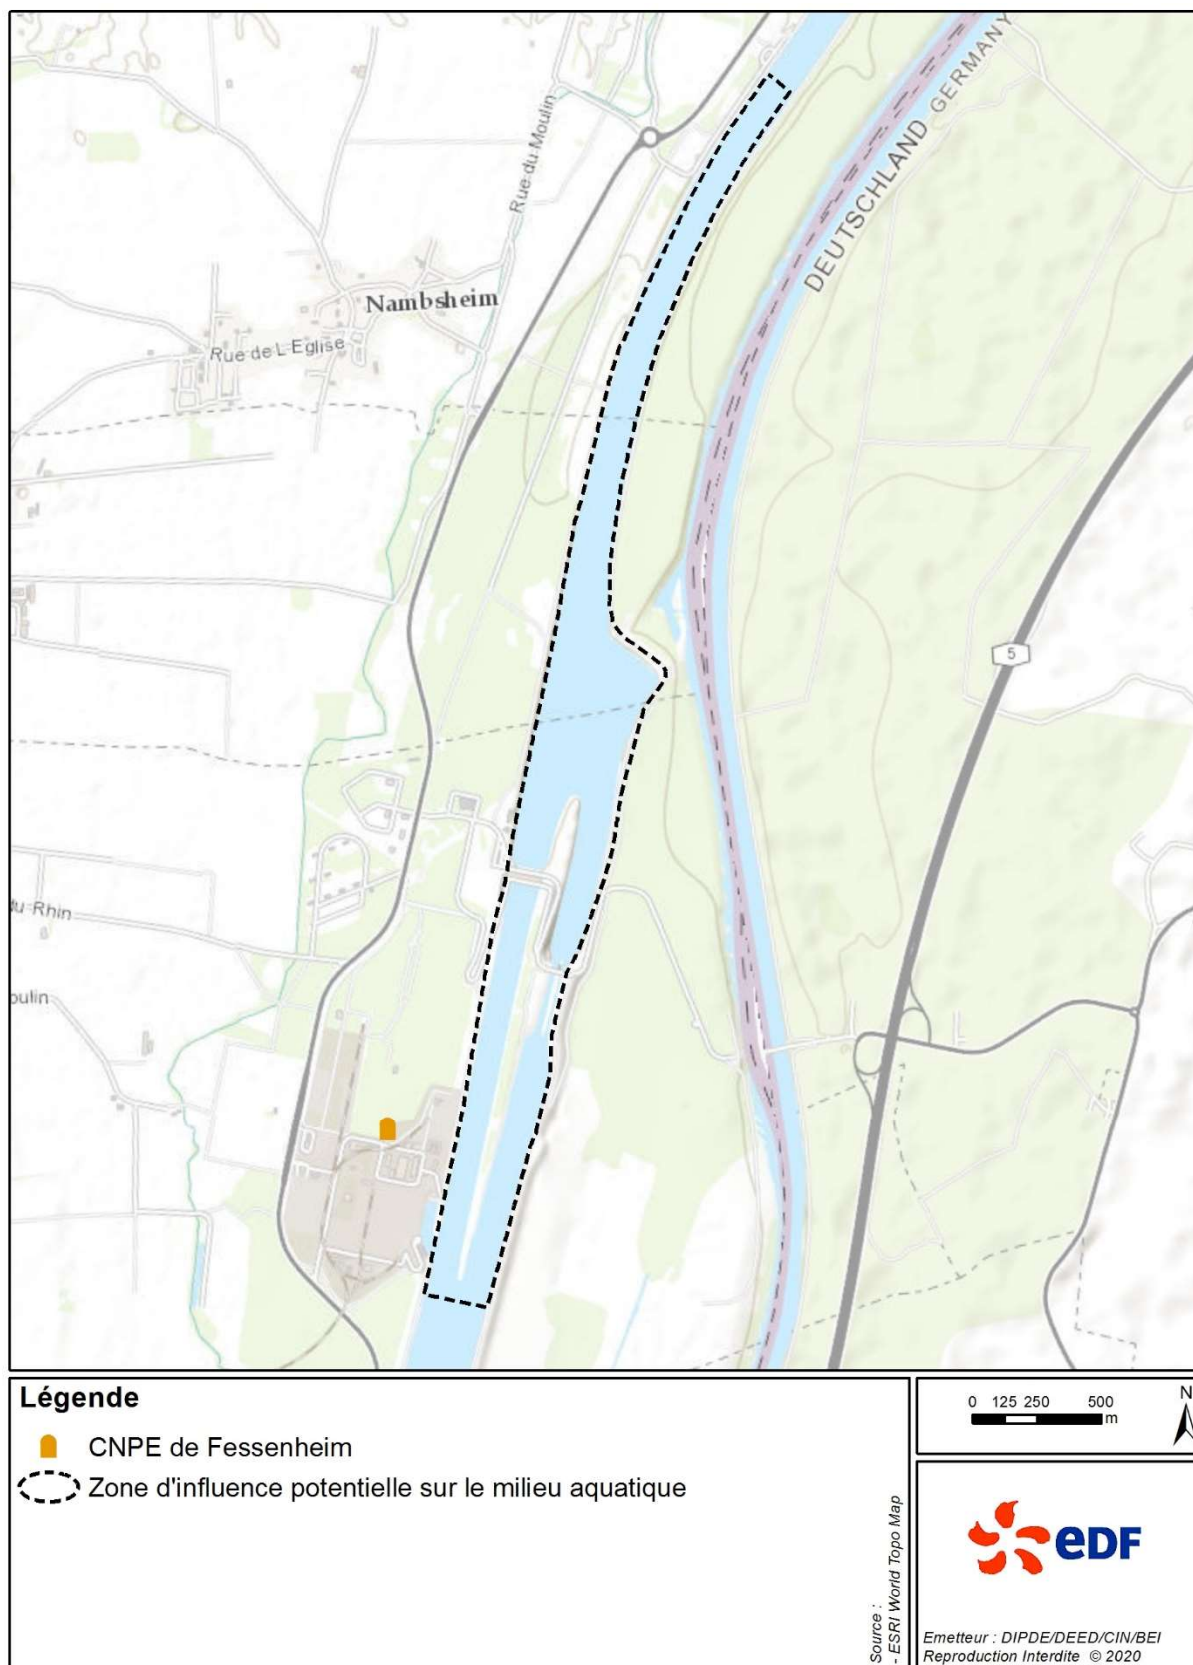 DEUTSCHLAND GERMANY
Rue du Moulin
Nambsheim
Rue de L'Eglise
5
du Rhin
oulin
Légende
CNPE de Fessenheim
Zone d'influence potentielle sur le milieu aquatique
0 125 250 500
m
N
Source :
- ESRI World Topo Map
eDF
Emetteur : DIPDE/DEED/CIN/BEI
Reproduction Interdite © 2020